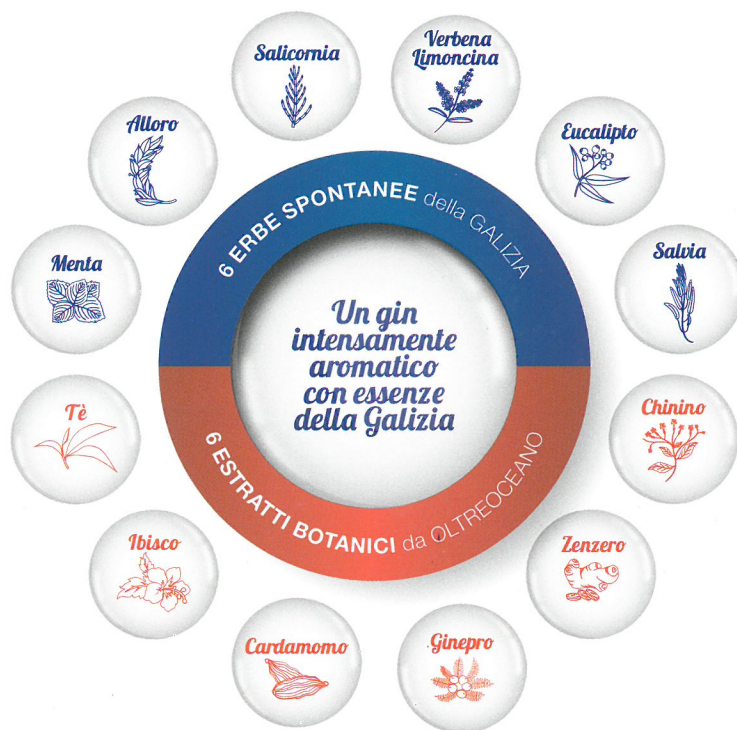 Salicornia
Verbena
Limoncina
Alloro
Eucalipto
Menta
Salvia
6 ERBE SPONTANEE della GALIZIA
Un gin
intensamente
aromatico
con essenze
della Galizia
6 ESTRATTI BOTANICI da OLTREOCEANO
Tè
Chinino
Ibisco
Zenzero
Cardamomo
Ginepro